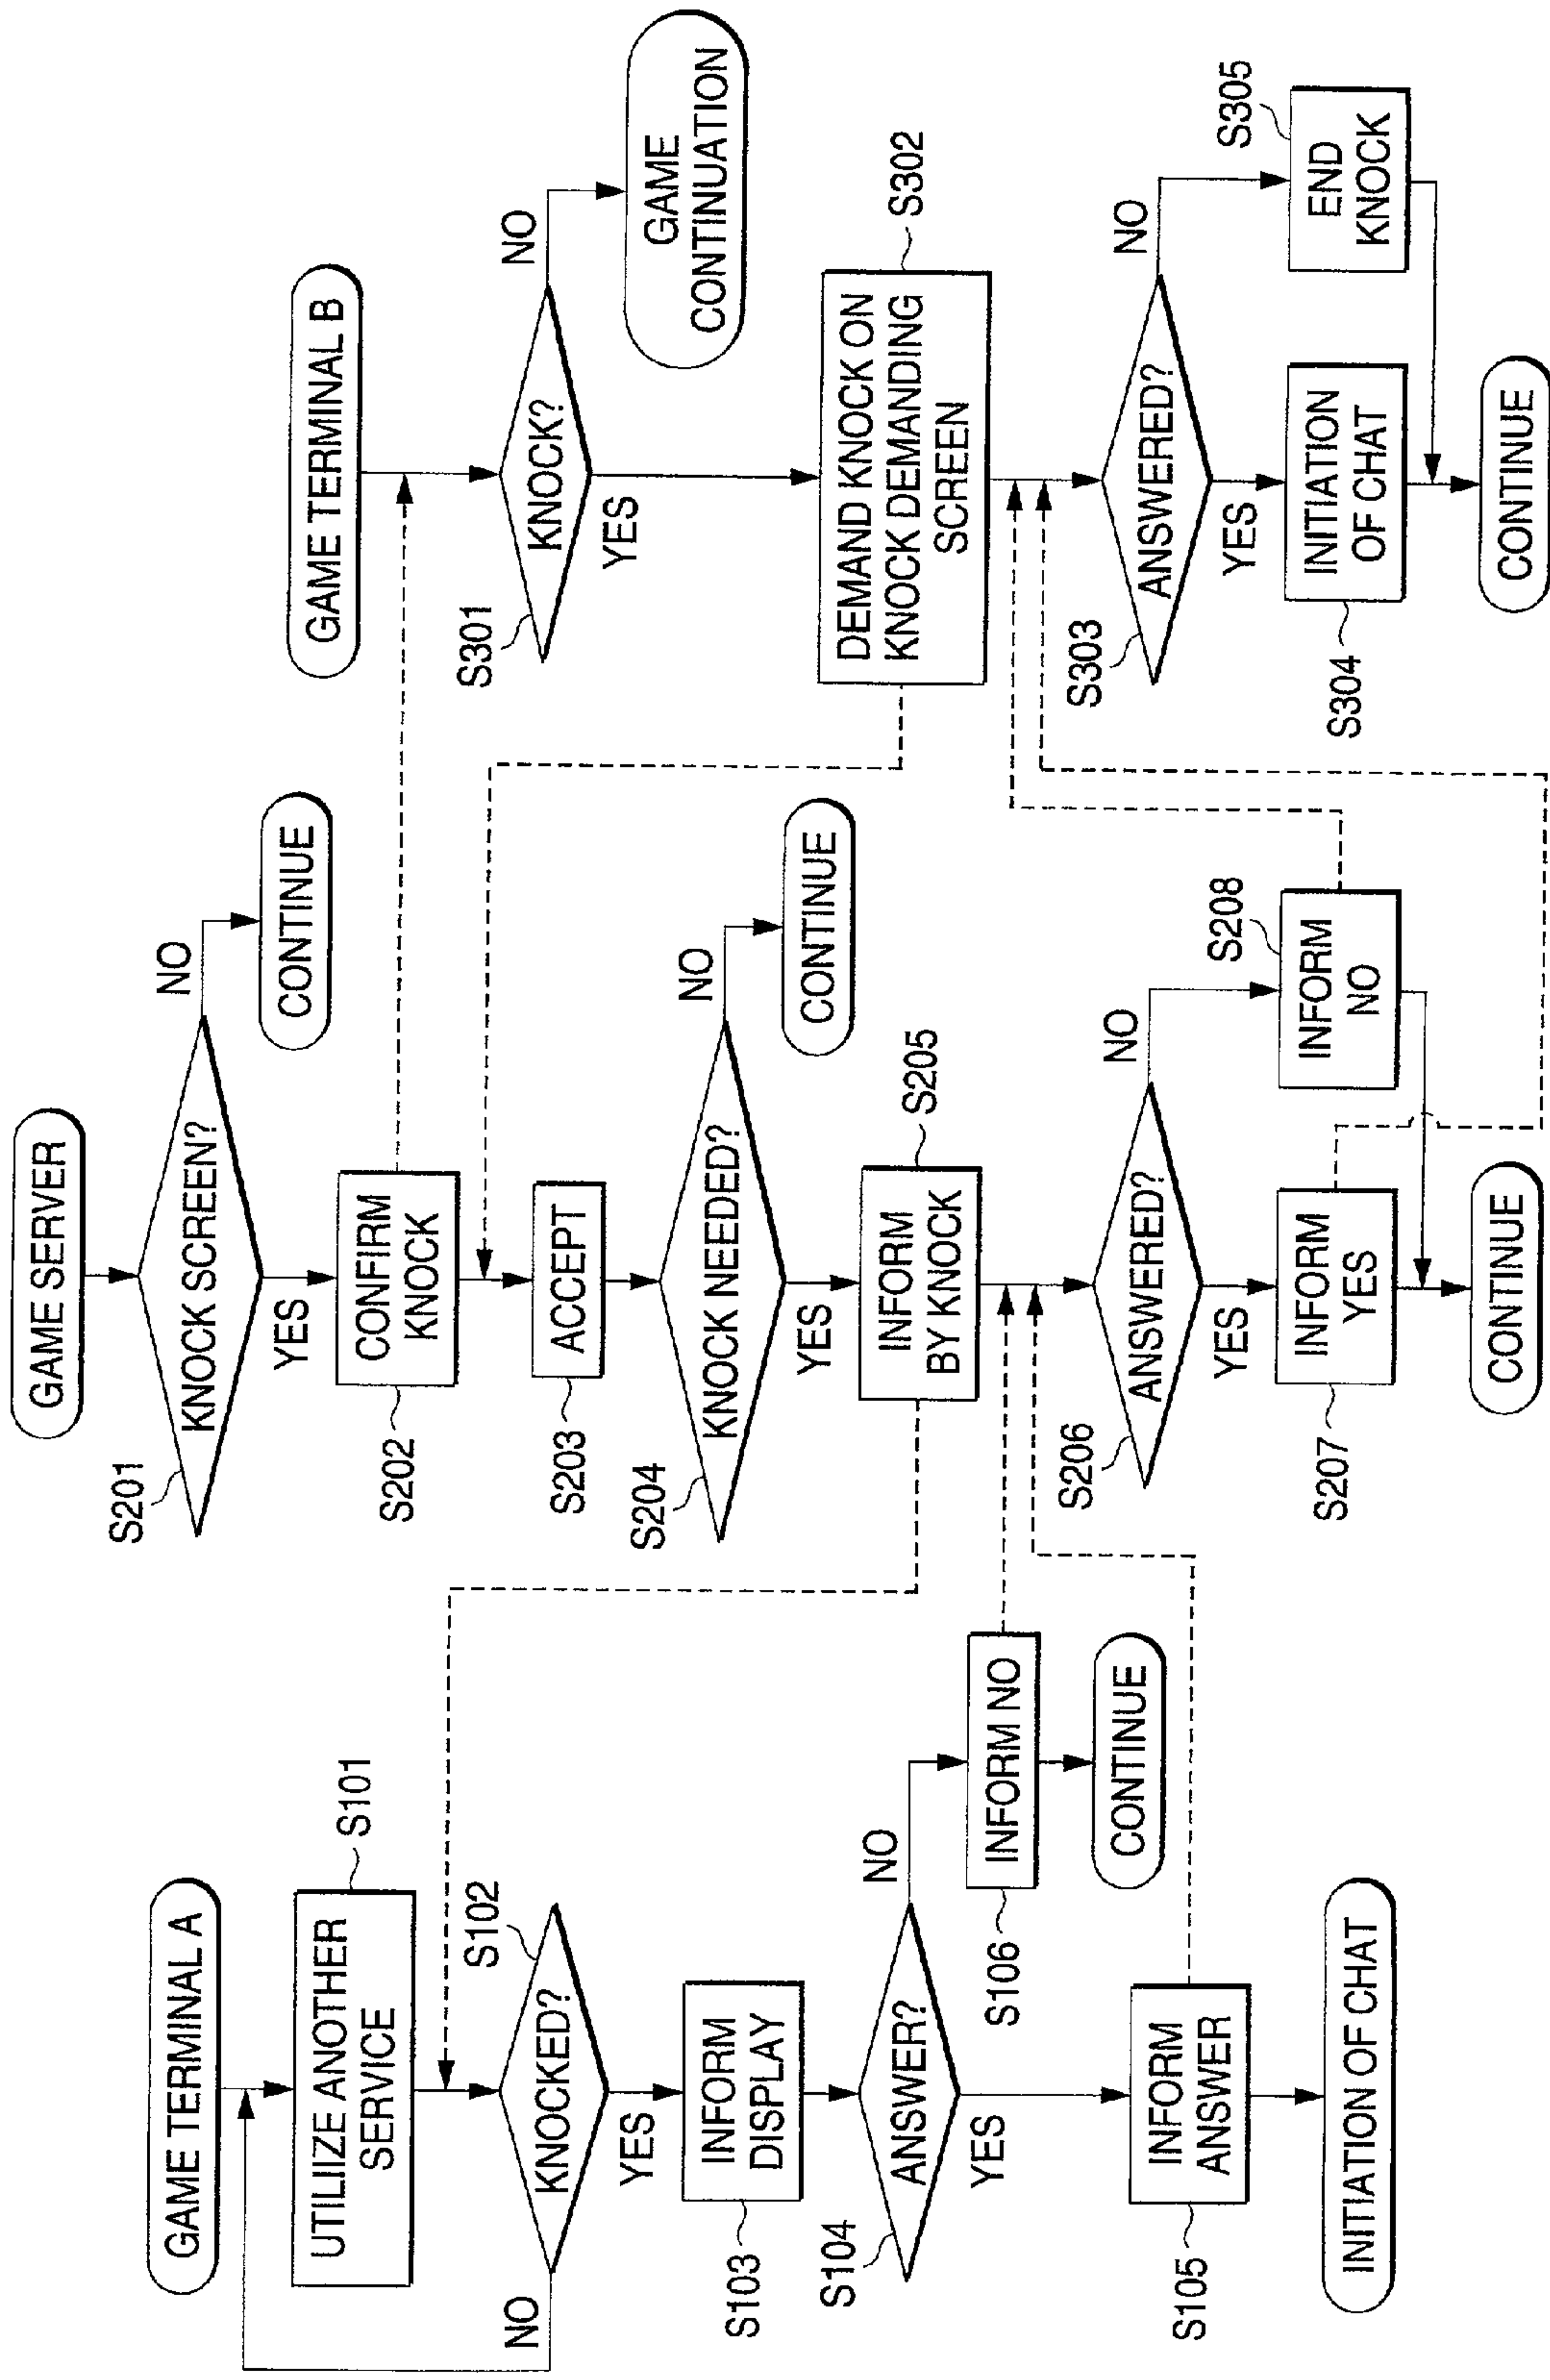 GAME TERMINAL A
UTILIIZE ANOTHER
SERVICE
S101
KNOCKED?
S102
NO
YES
INFORM
DISPLAY
S103
ANSWER?
S104
NO
YES
INFORM NO
S106
CONTINUE
INFORM
ANSWER
S105
INITIATION OF CHAT
GAME SERVER
KNOCK SCREEN?
S201
NO
CONTINUE
YES
CONFIRM
KNOCK
S202
ACCEPT
S203
KNOCK NEEDED?
S204
NO
CONTINUE
YES
INFORM
BY KNOCK
S205
ANSWERED?
S206
NO
YES
INFORM
YES
S207
INFORM
NO
S208
CONTINUE
GAME TERMINAL B
KNOCK?
S301
NO
GAME
CONTINUATION
YES
DEMAND KNOCK ON
KNOCK DEMANDING
SCREEN
S302
ANSWERED?
S303
NO
YES
INITIATION
OF CHAT
S304
END
KNOCK
S305
CONTINUE